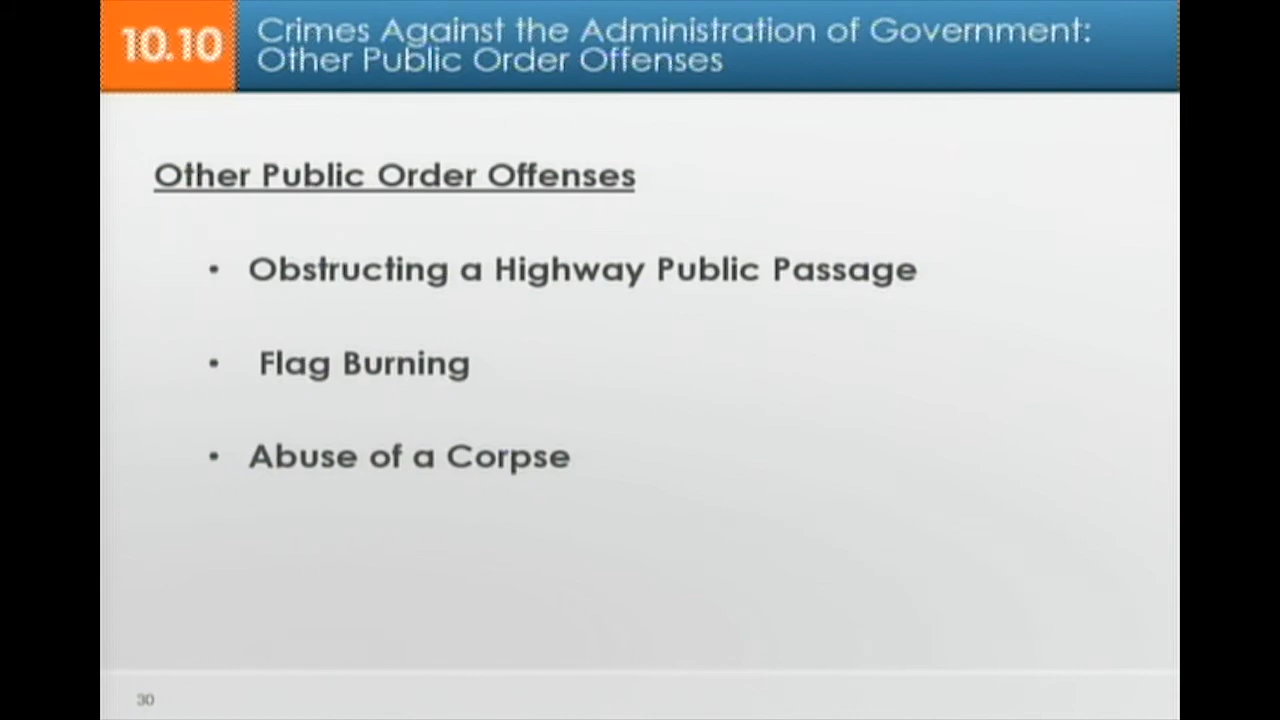 10.10
Crimes Against the Administration of Government:
Other Public Order Offenses
Other Public Order Offenses
• Obstructing a Highway Public Passage
• Flag Burning
• Abuse of a Corpse
30